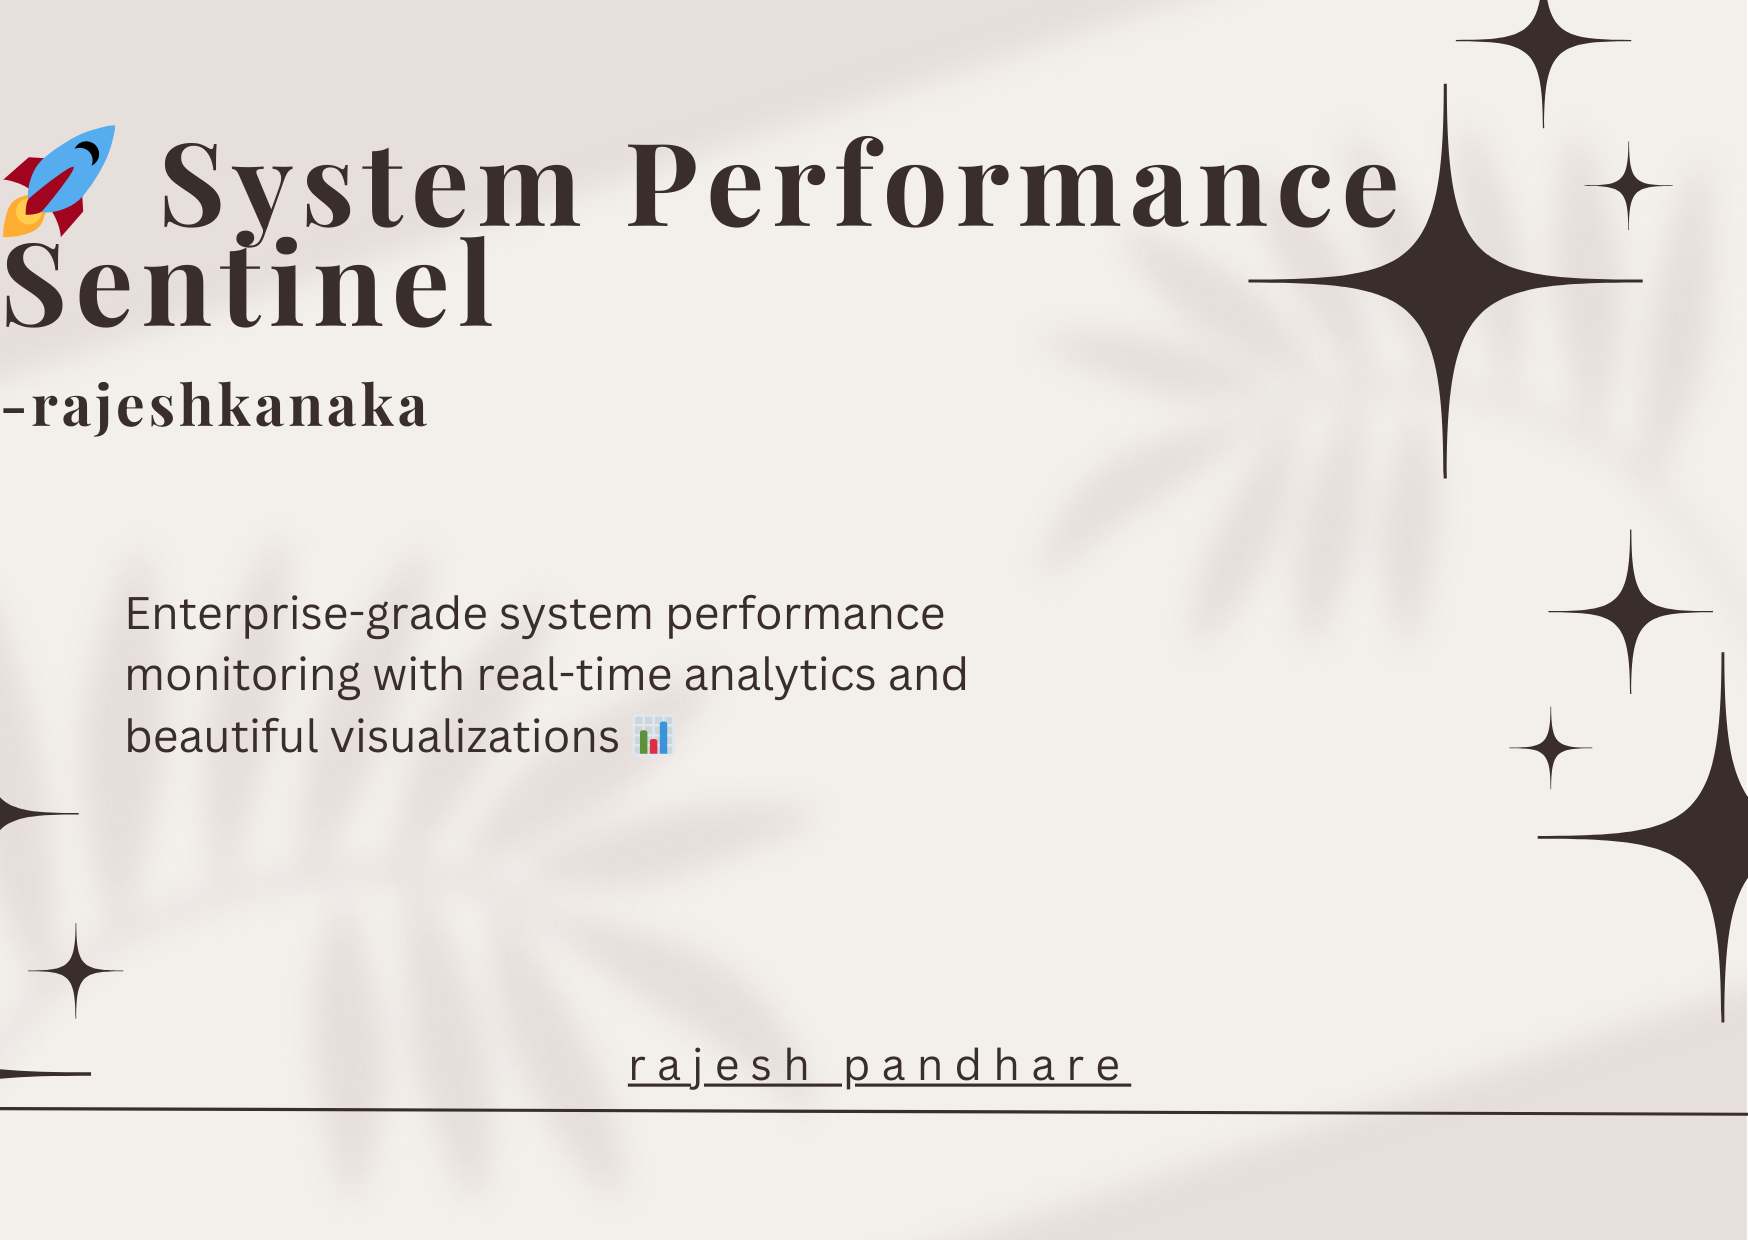 🚀 System Performance
Sentinel
-rajeshkanaka
Enterprise-grade system performance
monitoring with real-time analytics and
beautiful visualizations 📊
rajesh pandhare